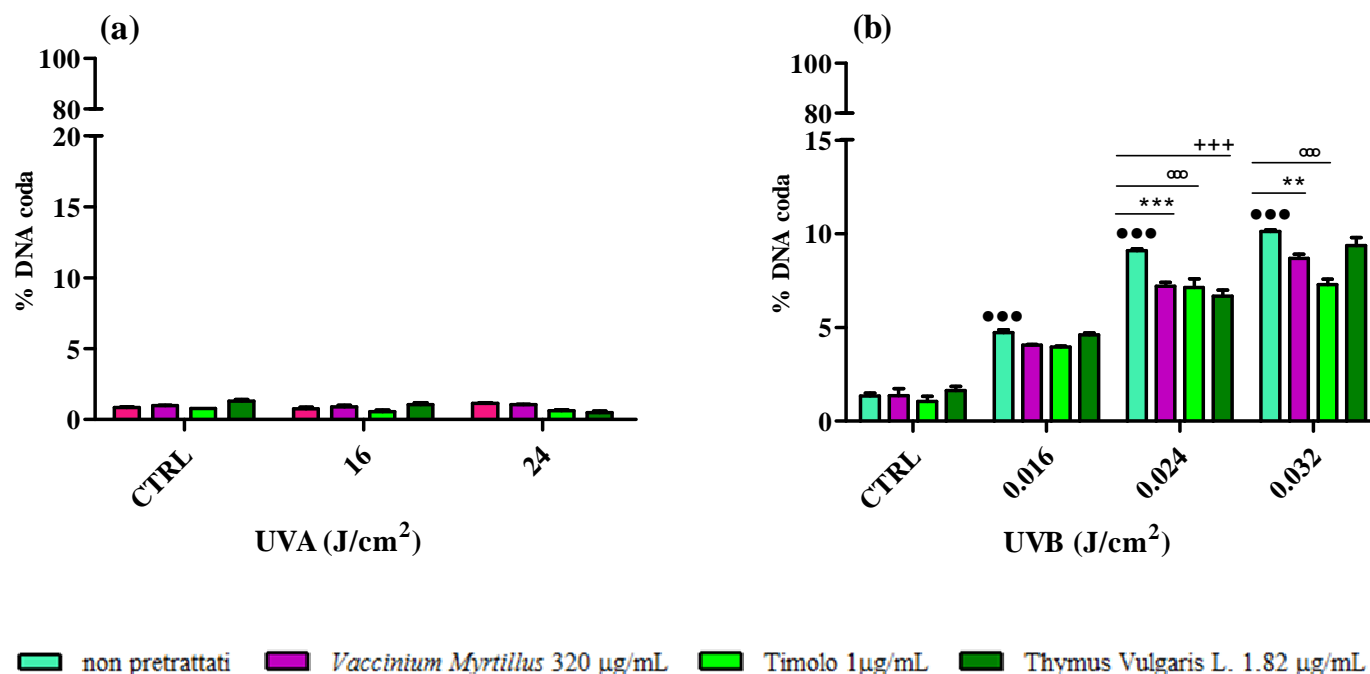 (a)
100
80
20
15
10
5
0
% DNA coda
CTRL
16
24
UVA (J/cm²)
(b)
100
80
15
10
5
0
% DNA coda
+++
∞∞
***
∞∞
**
●●●
●●●
●●●
CTRL
0.016
0.024
0.032
UVB (J/cm²)
non pretrattati Vaccinium Myrtillus 320 µg/mL Timolo 1µg/mL Thymus Vulgaris L. 1.82 µg/mL